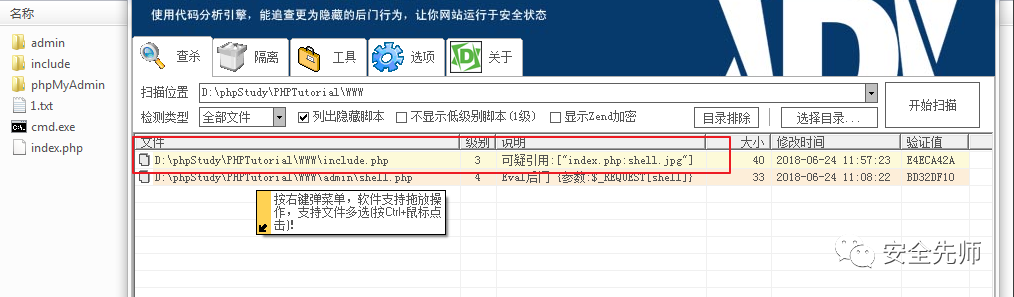 名称
admin
include
phpMyAdmin
1.txt
cmd.exe
index.php
使用代码分析引擎，能追查更为隐藏的后门行为，让你网站运行于安全状态
查杀 隔离 工具 选项 关于
扫描位置 D:\phpStudy\PHPTutorial\WWW
开始扫描
检测类型 全部文件 列出隐藏脚本 不显示低级别脚本(1级) 显示Zend加密 目录排除 选择目录...
文件 级别 说明 大小 修改时间 验证值
D:\phpStudy\PHPTutorial\WWW\include.php 3 可疑引用:["index.php:shell.jpg"] 40 2018-06-24 11:57:23 E4ECA42A
D:\phpStudy\PHPTutorial\WWW\admin\shell.php 4 Eval后门 {参数:$_REQUEST[shell]} 33 2018-06-24 11:08:22 BD32DF10
按右键弹菜单，软件支持拖放操
作，支持文件多选(按Ctrl+鼠标点
击)!
安全先师